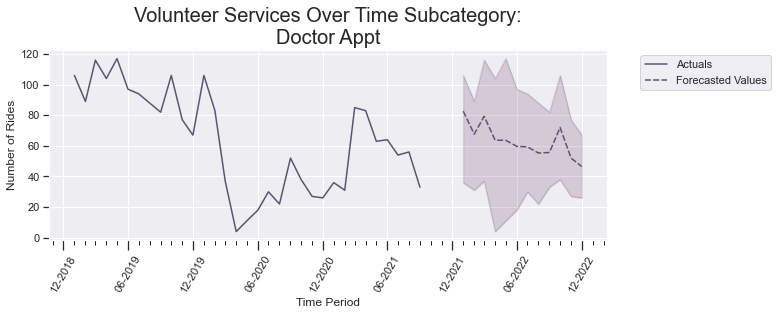 Volunteer Services Over Time Subcategory:
Doctor Appt
Actuals
Forecasted Values
Number of Rides
120
100
80
60
40
20
0
12-2018
06-2019
12-2019
06-2020
12-2020
06-2021
12-2021
06-2022
12-2022
Time Period